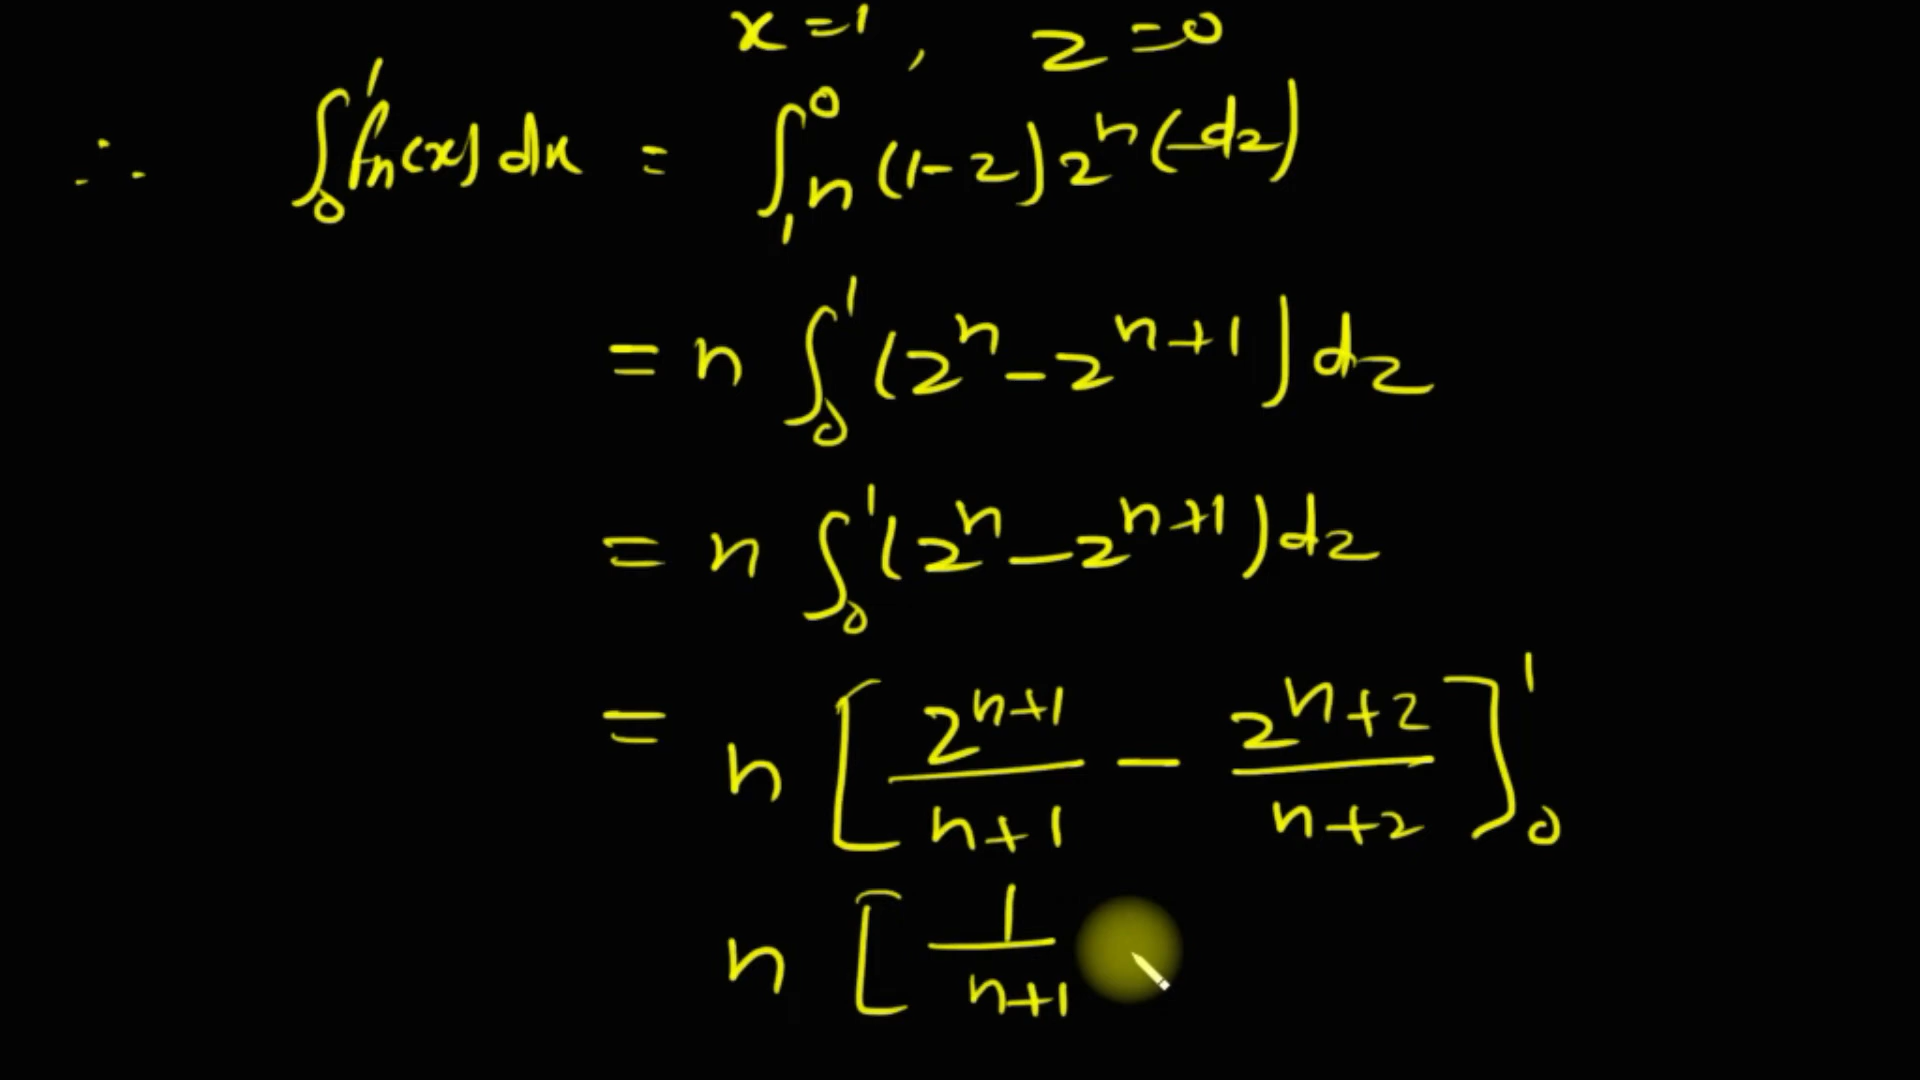 x = 1 , z = 0
∴ ∫₀¹ fₙ(x) dx = ∫₁⁰ n (1-z) zⁿ (-dz)
= n ∫₀¹ (zⁿ - zⁿ⁺¹) dz
= n ∫₀¹ (zⁿ - zⁿ⁺¹) dz
= n [ zⁿ⁺¹/(n+1) - zⁿ⁺²/(n+2) ]₀¹
n [ 1/(n+1)